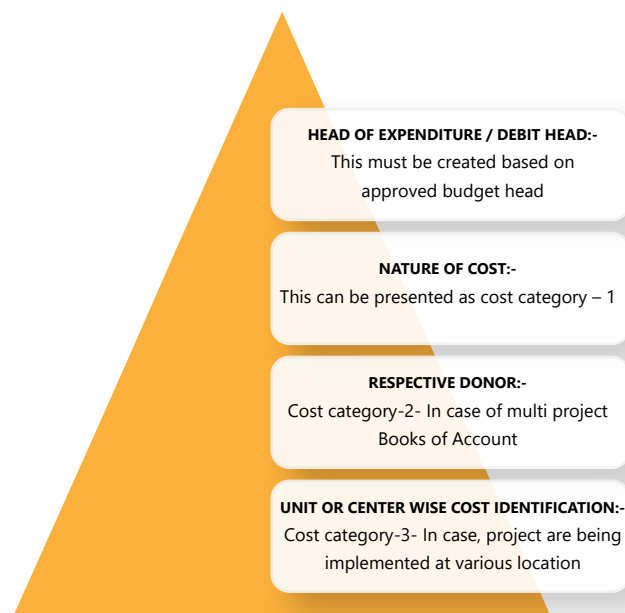 HEAD OF EXPENDITURE / DEBIT HEAD:-
This must be created based on
approved budget head
NATURE OF COST:-
This can be presented as cost category – 1
RESPECTIVE DONOR:-
Cost category-2- In case of multi project
Books of Account
UNIT OR CENTER WISE COST IDENTIFICATION:-
Cost category-3- In case, project are being
implemented at various location